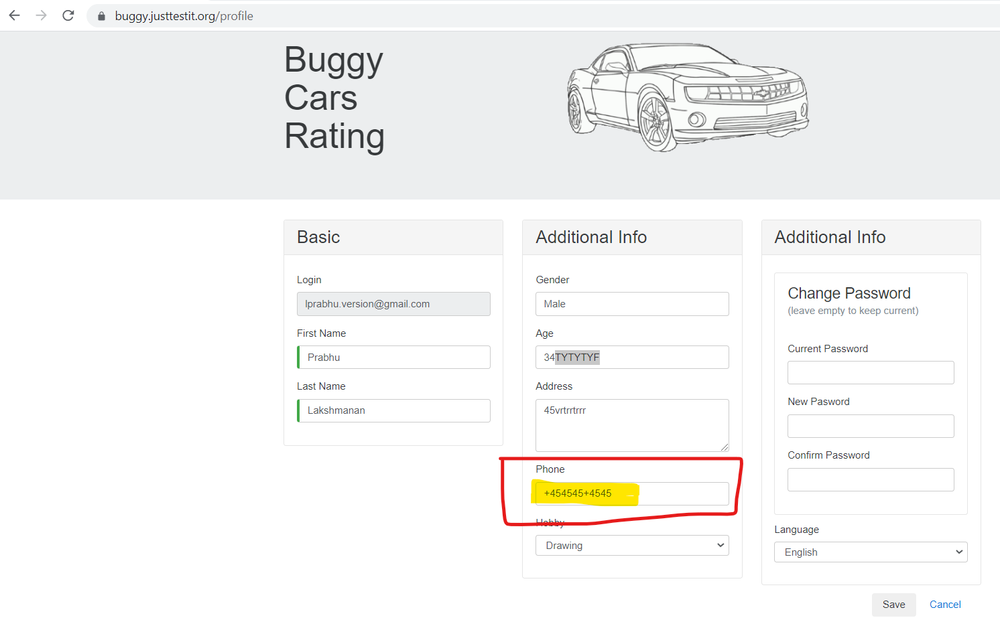 buggy.justtestit.org/profile
Buggy
Cars
Rating
Basic
Login
lprabhu.version@gmail.com
First Name
Prabhu
Last Name
Lakshmanan
Additional Info
Gender
Male
Age
34TYTYTYF
Address
45vrtrrtrrr
Phone
+454545+4545
Hobby
Drawing
Additional Info
Change Password
(leave empty to keep current)
Current Password
New Pasword
Confirm Password
Language
English
Save Cancel